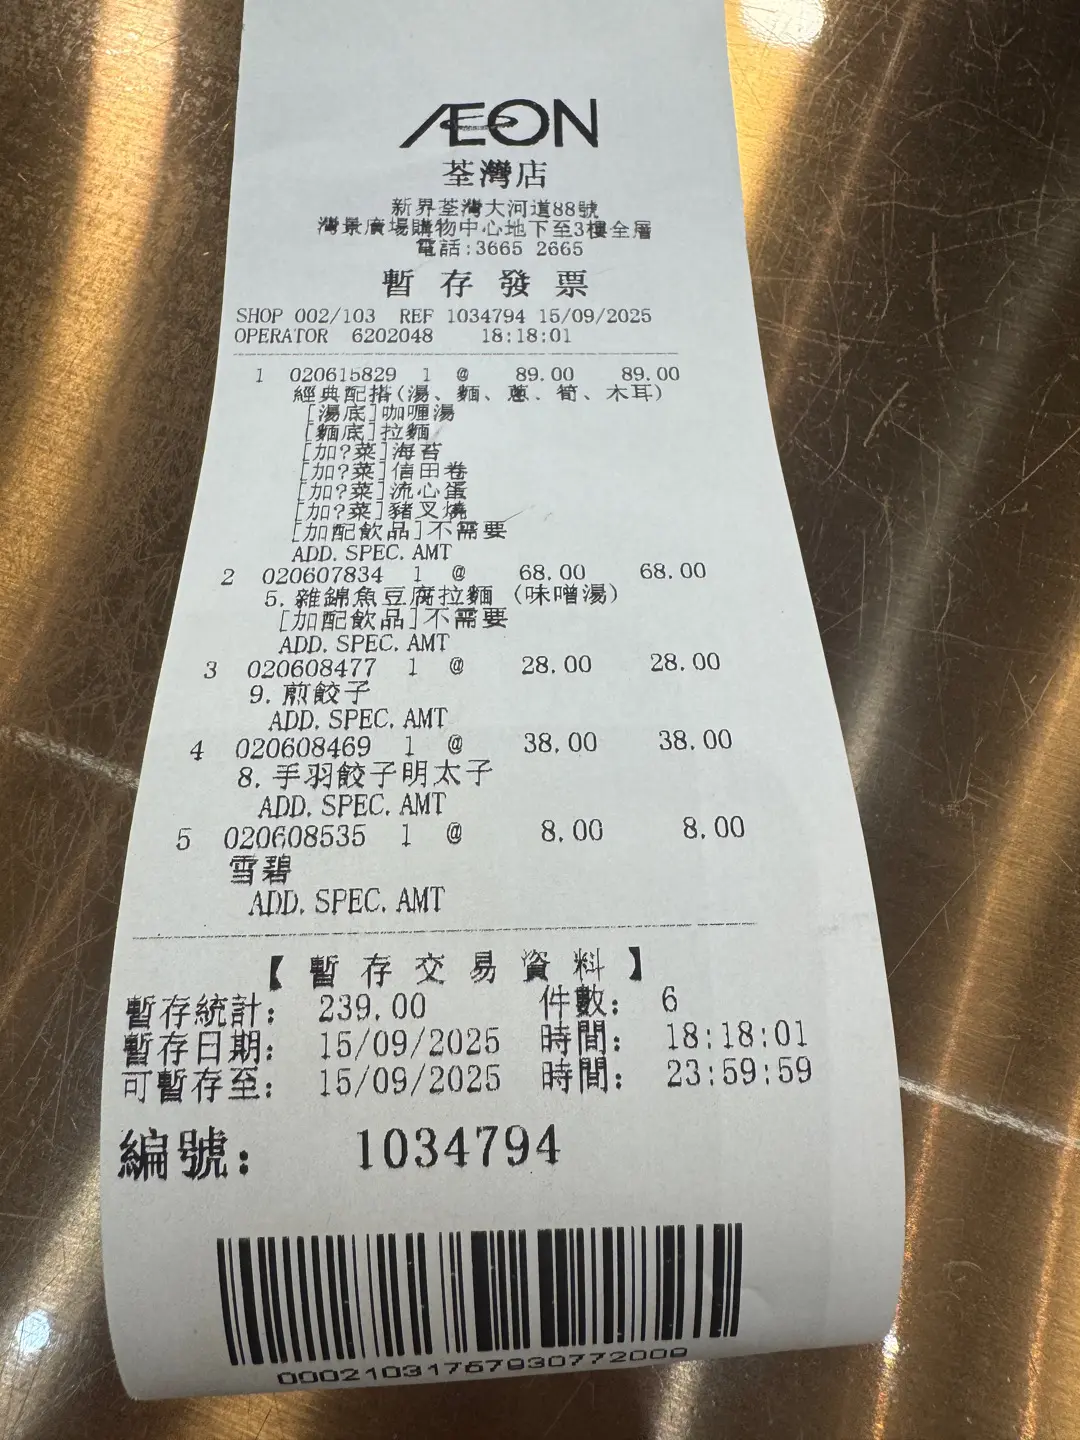 ÆON
荃灣店
新界荃灣大河道88號
灣景廣場購物中心地下至3樓全層
電話:3665 2665
暫存發票
SHOP 002/103 REF 1034794 15/09/2025
OPERATOR 6202048 18:18:01
1 020615829 1 @ 89.00 89.00
經典配搭(湯、麵、蔥、筍、木耳)
[湯底]咖喱湯
[麵底]拉麵
[加?菜]海苔
[加?菜]信田卷
[加?菜]流心蛋
[加?菜]豬叉燒
[加配飲品]不需要
ADD. SPEC. AMT
2 020607834 1 @ 68.00 68.00
5. 雜錦魚豆腐拉麵 (味噌湯)
[加配飲品]不需要
ADD. SPEC. AMT
3 020608477 1 @ 28.00 28.00
9. 煎餃子
ADD. SPEC. AMT
4 020608469 1 @ 38.00 38.00
8. 手羽餃子明太子
ADD. SPEC. AMT
5 020608535 1 @ 8.00 8.00
雪碧
ADD. SPEC. AMT
【 暫存交易資料 】
暫存統計: 239.00 件數: 6
暫存日期: 15/09/2025 時間: 18:18:01
可暫存至: 15/09/2025 時間: 23:59:59
編號: 1034794
00021031757930772009